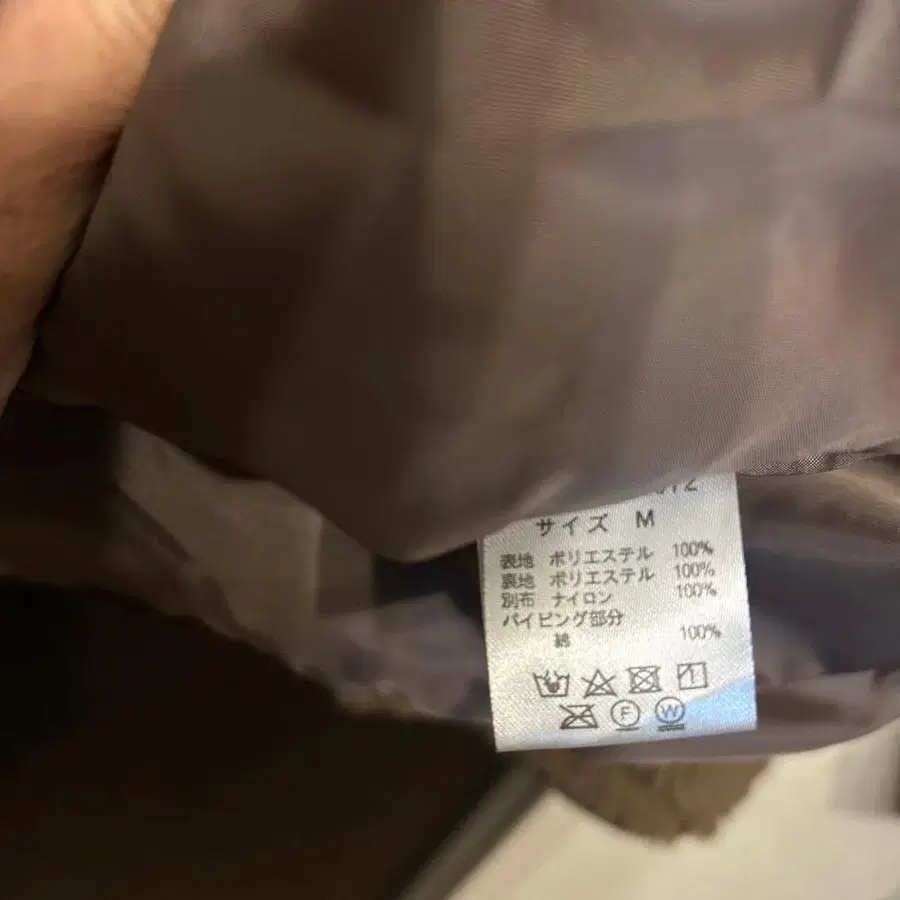 サイズ M
表地 ポリエステル 100%
裏地 ポリエステル 100%
別布 ナイロン 100%
パイピング部分
綿 100%
F W